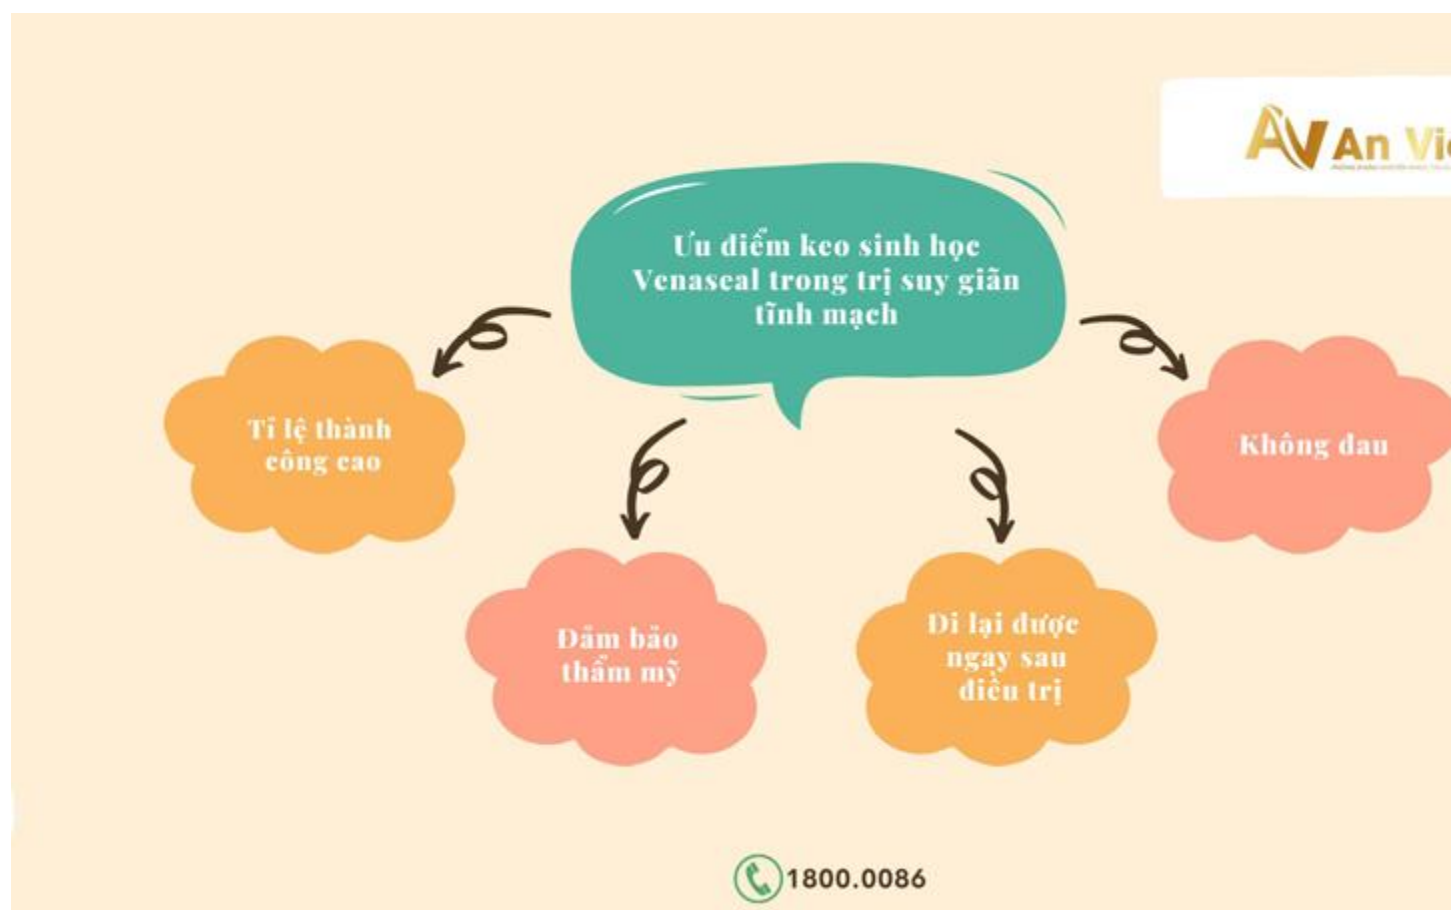 An Vi
Ưu điểm keo sinh học
Venaseal trong trị suy giãn
tĩnh mạch
Tỉ lệ thành
công cao
Không đau
Đảm bảo
thẩm mỹ
Đi lại được
ngay sau
điều trị
1800.0086